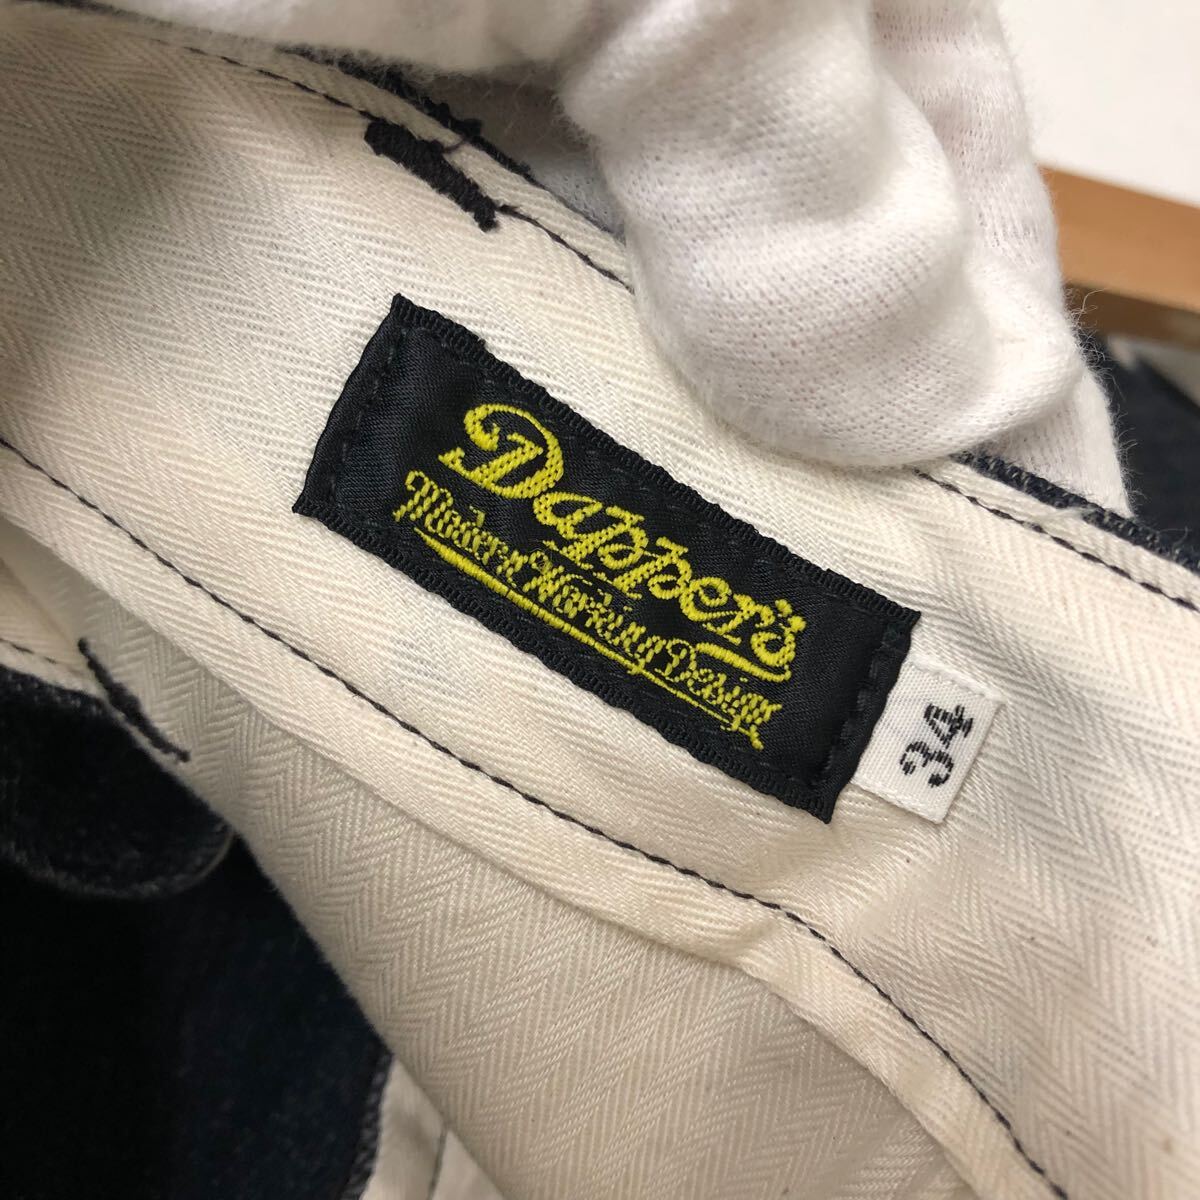 Dapper's
Modern Working Design
34